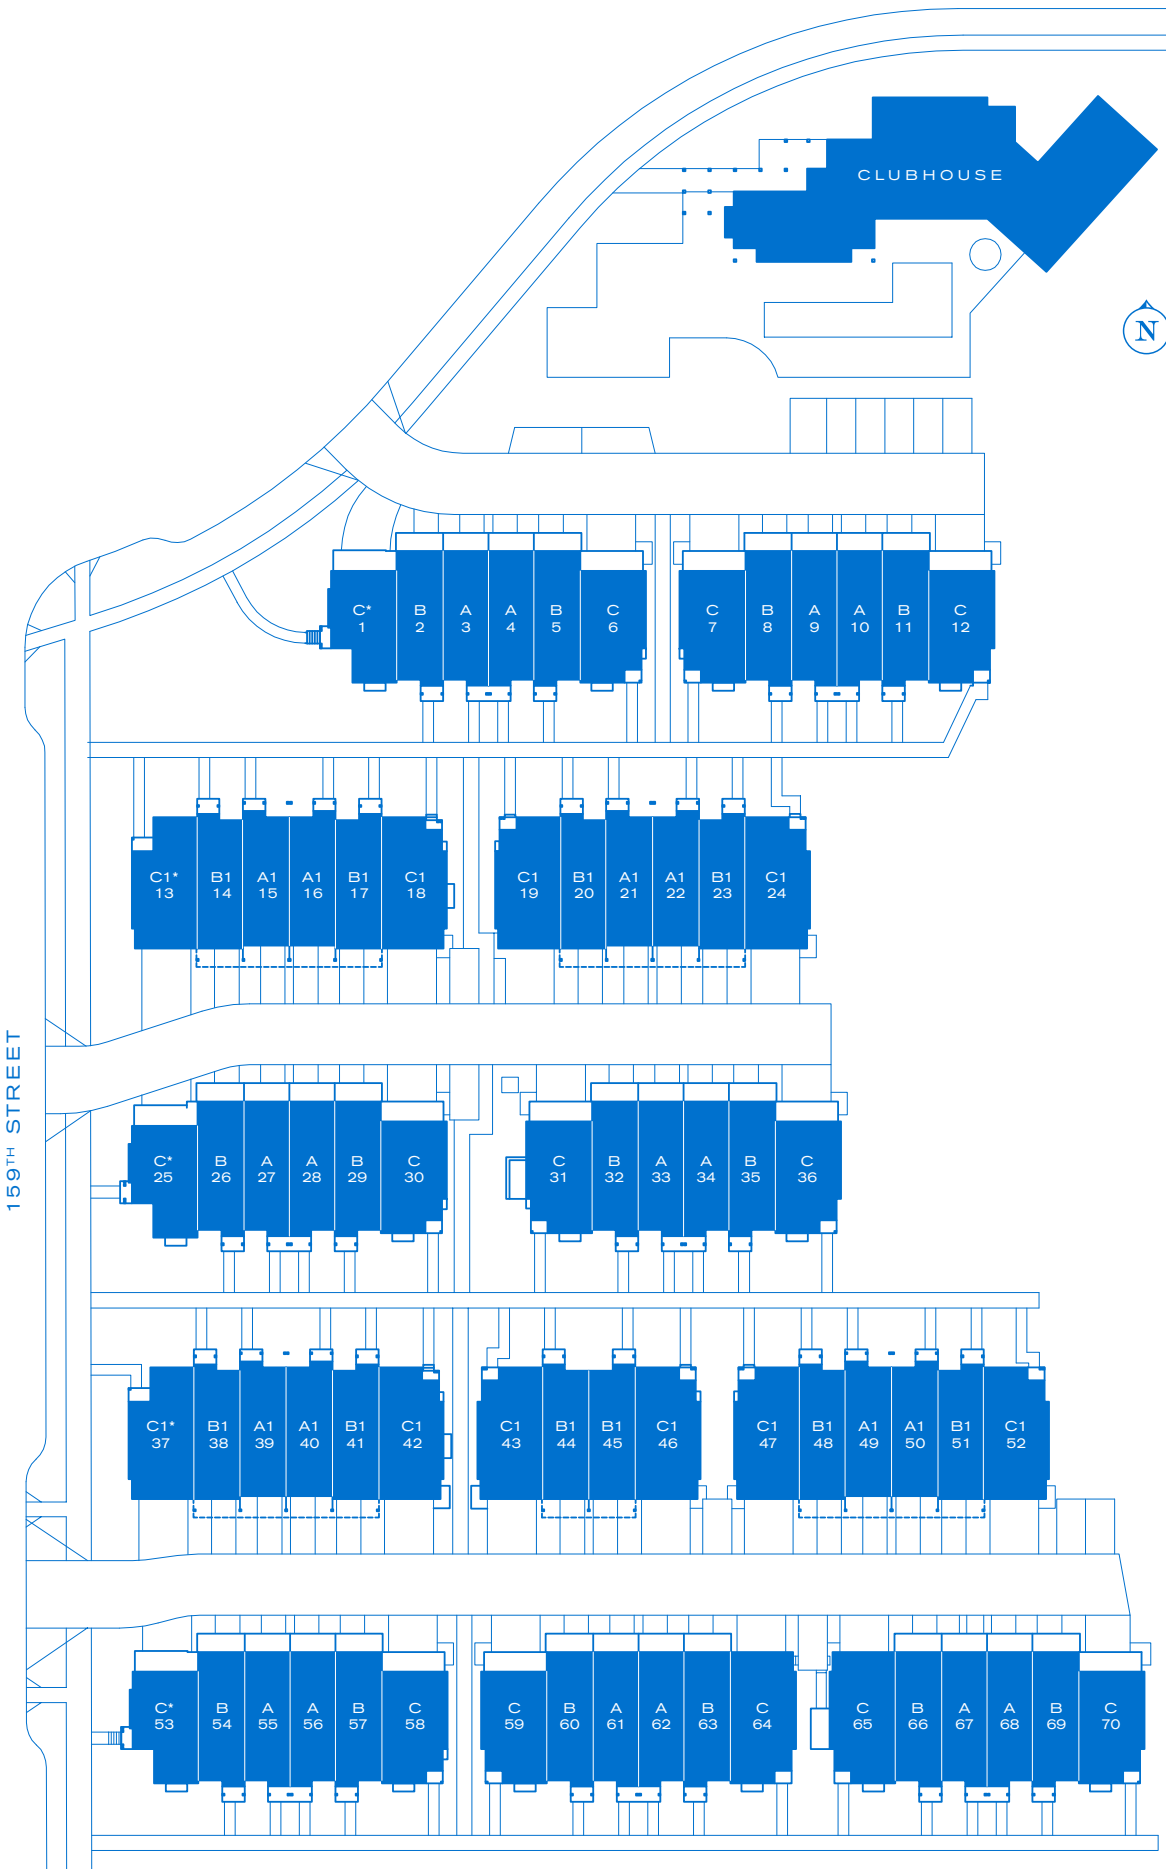 CLUBHOUSE
N
C* B A A B C
1 2 3 4 5 6
C B A A B C
7 8 9 10 11 12
C1* B1 A1 A1 B1 C1
13 14 15 16 17 18
C1 B1 A1 A1 B1 C1
19 20 21 22 23 24
159TH STREET
C* B A A B C
25 26 27 28 29 30
C B A A B C
31 32 33 34 35 36
C1* B1 A1 A1 B1 C1
37 38 39 40 41 42
C1 B1 B1 C1
43 44 45 46
C1 B1 A1 A1 B1 C1
47 48 49 50 51 52
C* B A A B C
53 54 55 56 57 58
C B A A B C
59 60 61 62 63 64
C B A A B C
65 66 67 68 69 70